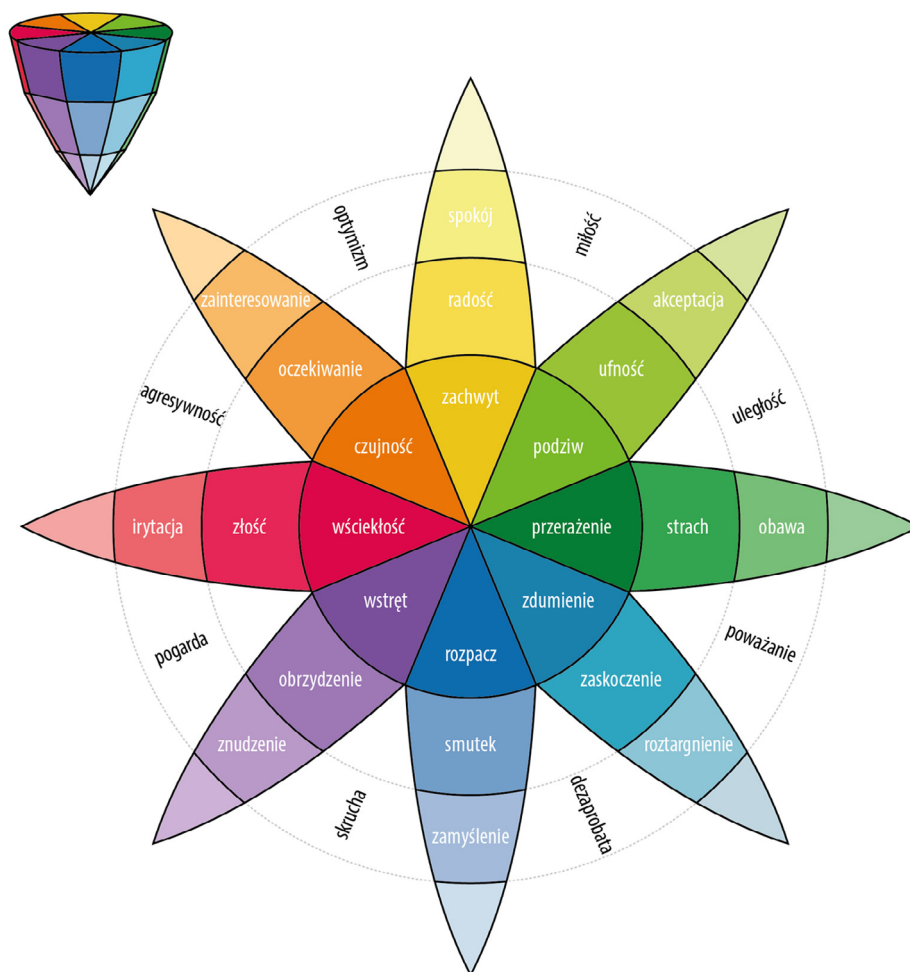 spokój
optymizm
miłość
zainteresowanie
radość
akceptacja
oczekiwanie
ufność
agresywność
zachwyt
uległość
czujność
podziw
irytacja
złość
wściekłość
przerażenie
strach
obawa
wstręt
zdumienie
pogarda
rozpacz
poważanie
obrzydzenie
zaskoczenie
znudzenie
smutek
roztargnienie
skrucha
dezaprobata
zamyślenie